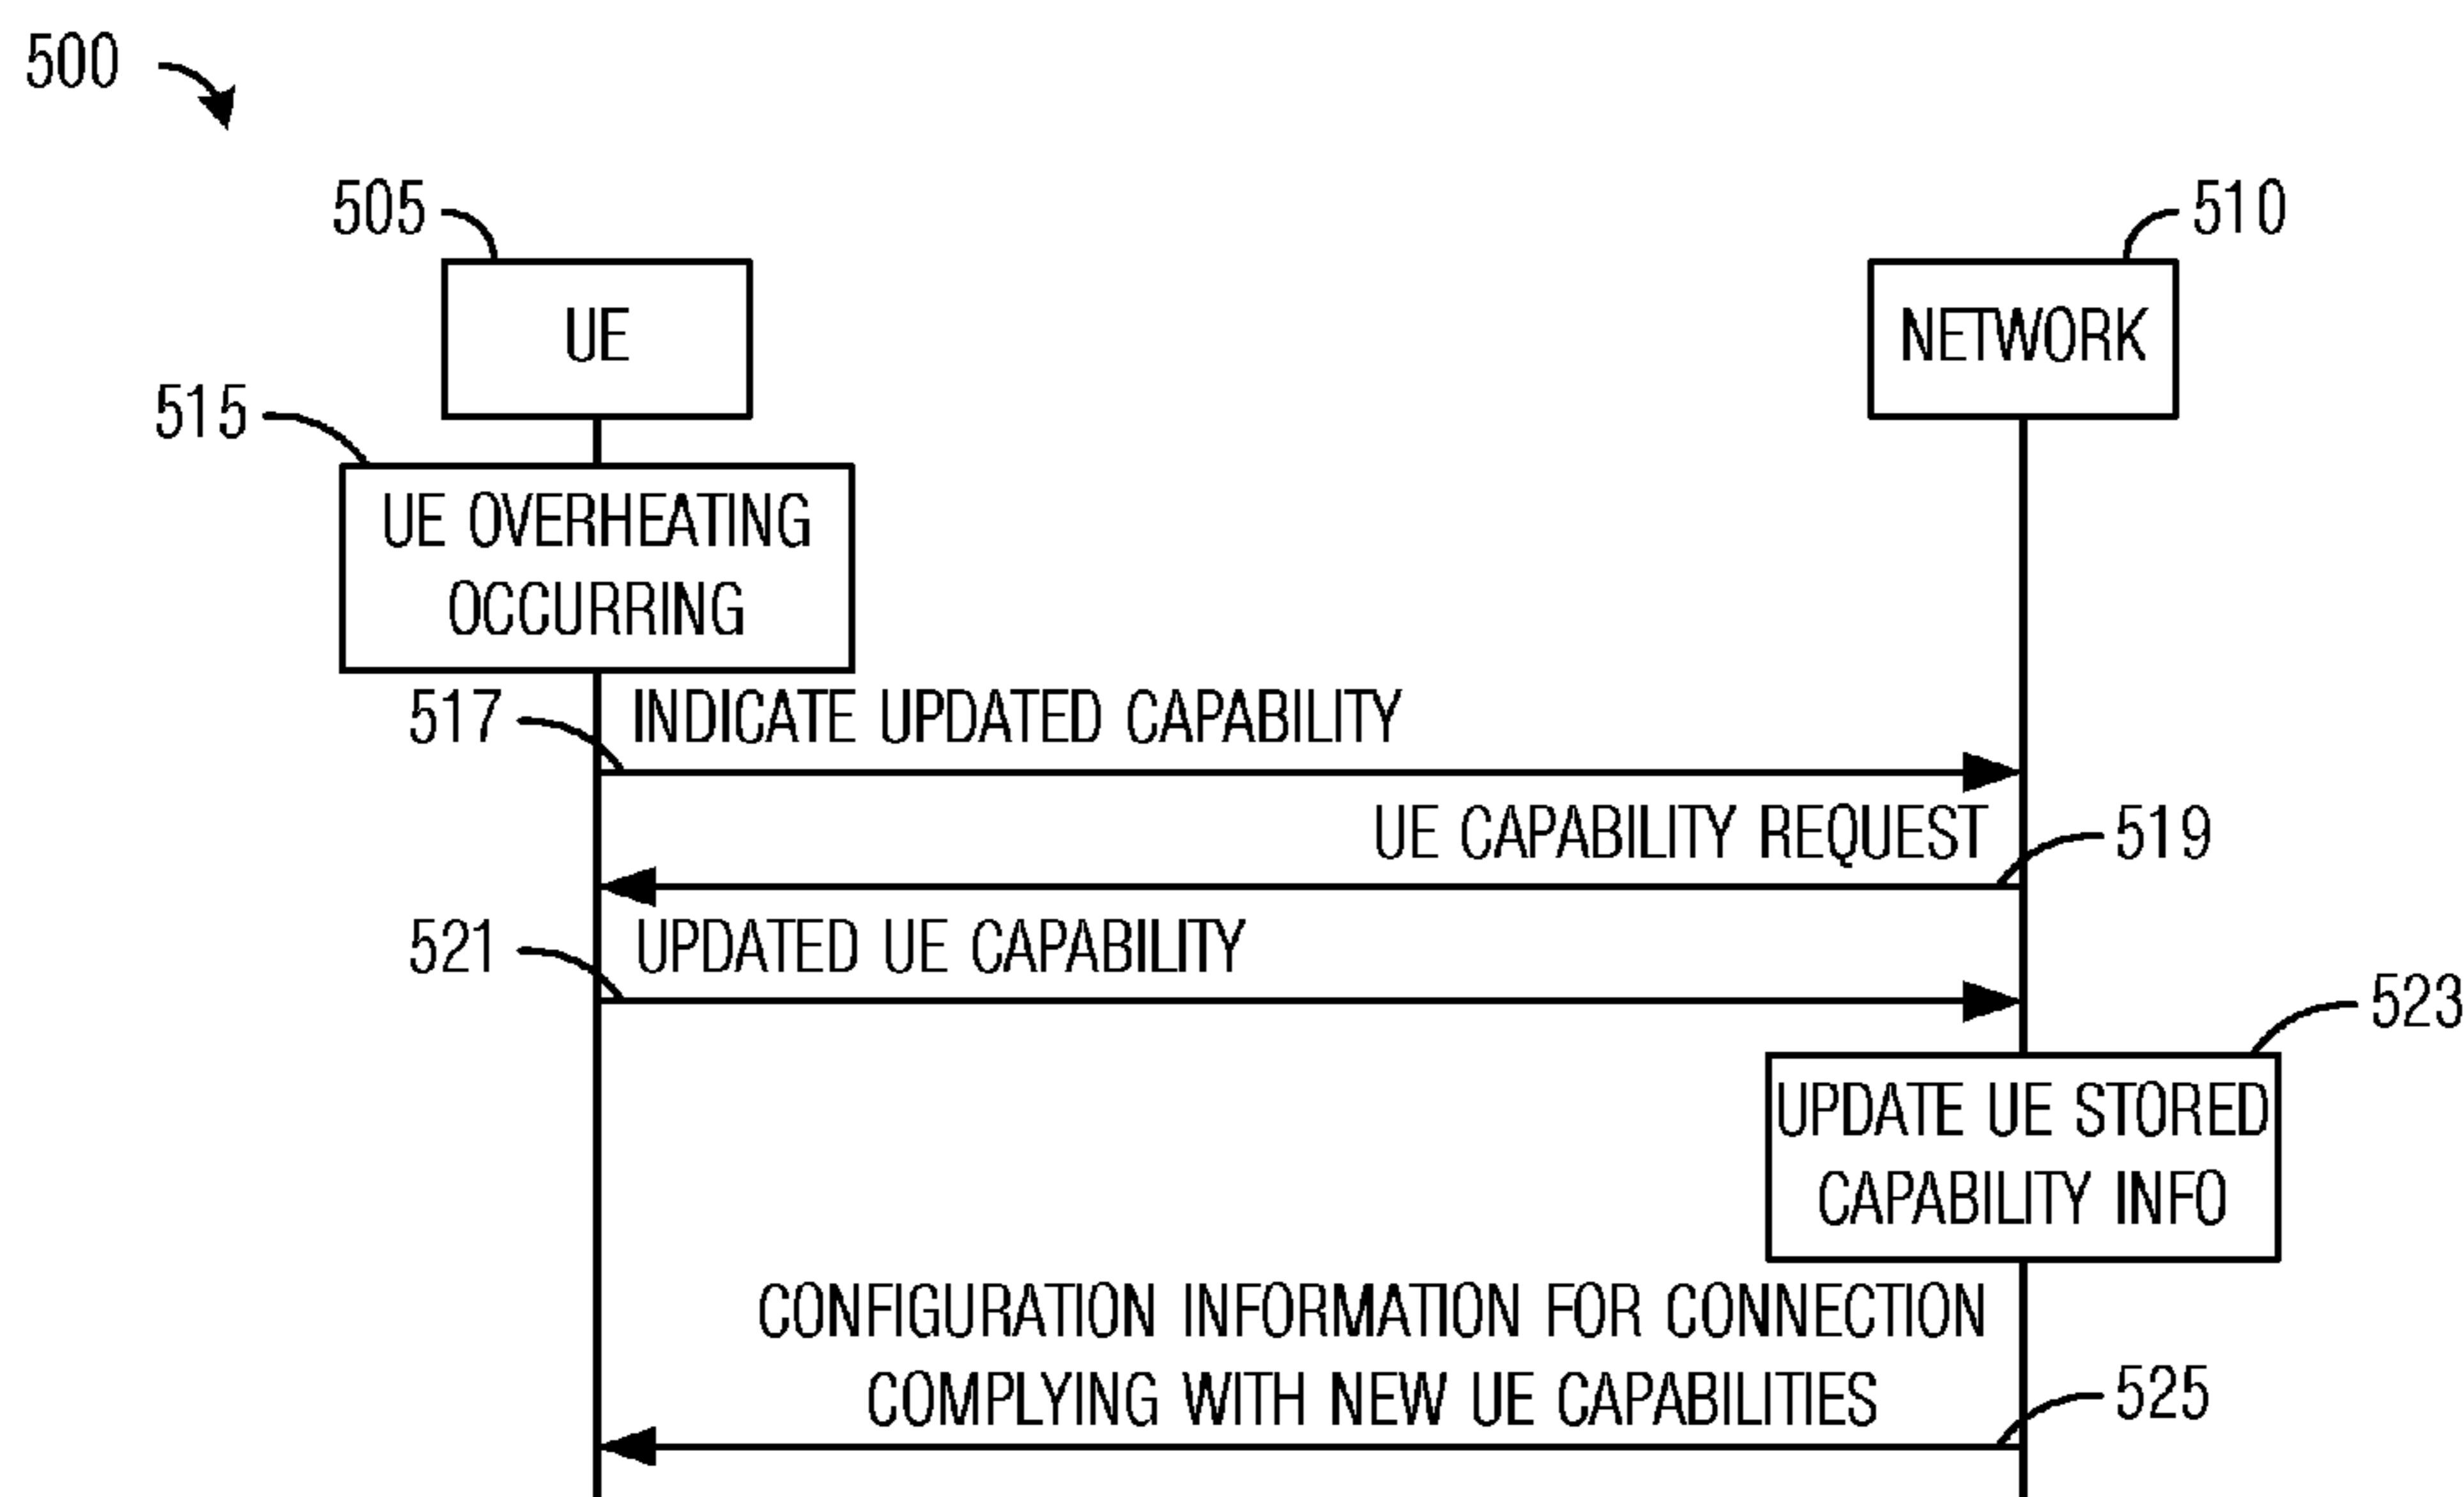 500
505
510
UE
NETWORK
515
UE OVERHEATING
OCCURRING
517
INDICATE UPDATED CAPABILITY
UE CAPABILITY REQUEST
519
521
UPDATED UE CAPABILITY
523
UPDATE UE STORED
CAPABILITY INFO
CONFIGURATION INFORMATION FOR CONNECTION
COMPLYING WITH NEW UE CAPABILITIES
525